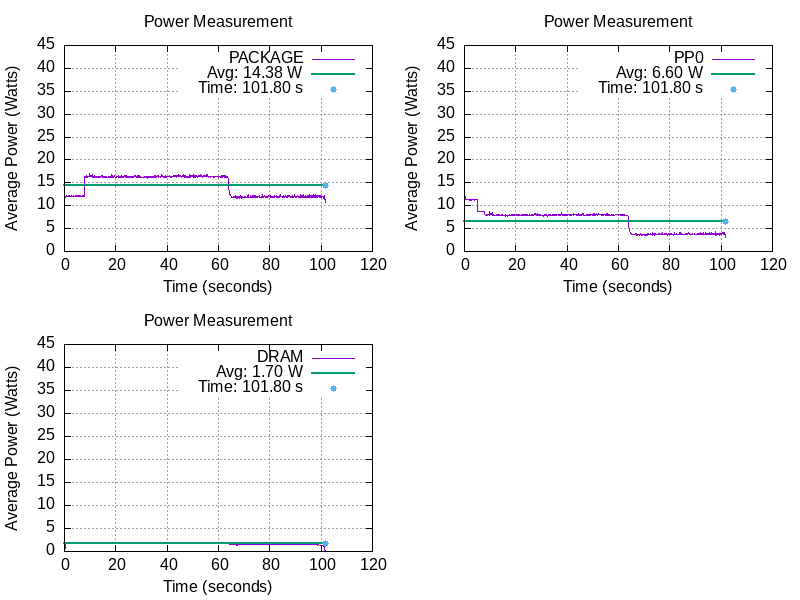 Power Measurement
PACKAGE
Avg: 14.38 W
Time: 101.80 s
Average Power (Watts)
45
40
35
30
25
20
15
10
5
0
0 20 40 60 80 100 120
Time (seconds)
Power Measurement
PP0
Avg: 6.60 W
Time: 101.80 s
Average Power (Watts)
45
40
35
30
25
20
15
10
5
0
0 20 40 60 80 100 120
Time (seconds)
Power Measurement
DRAM
Avg: 1.70 W
Time: 101.80 s
Average Power (Watts)
45
40
35
30
25
20
15
10
5
0
0 20 40 60 80 100 120
Time (seconds)